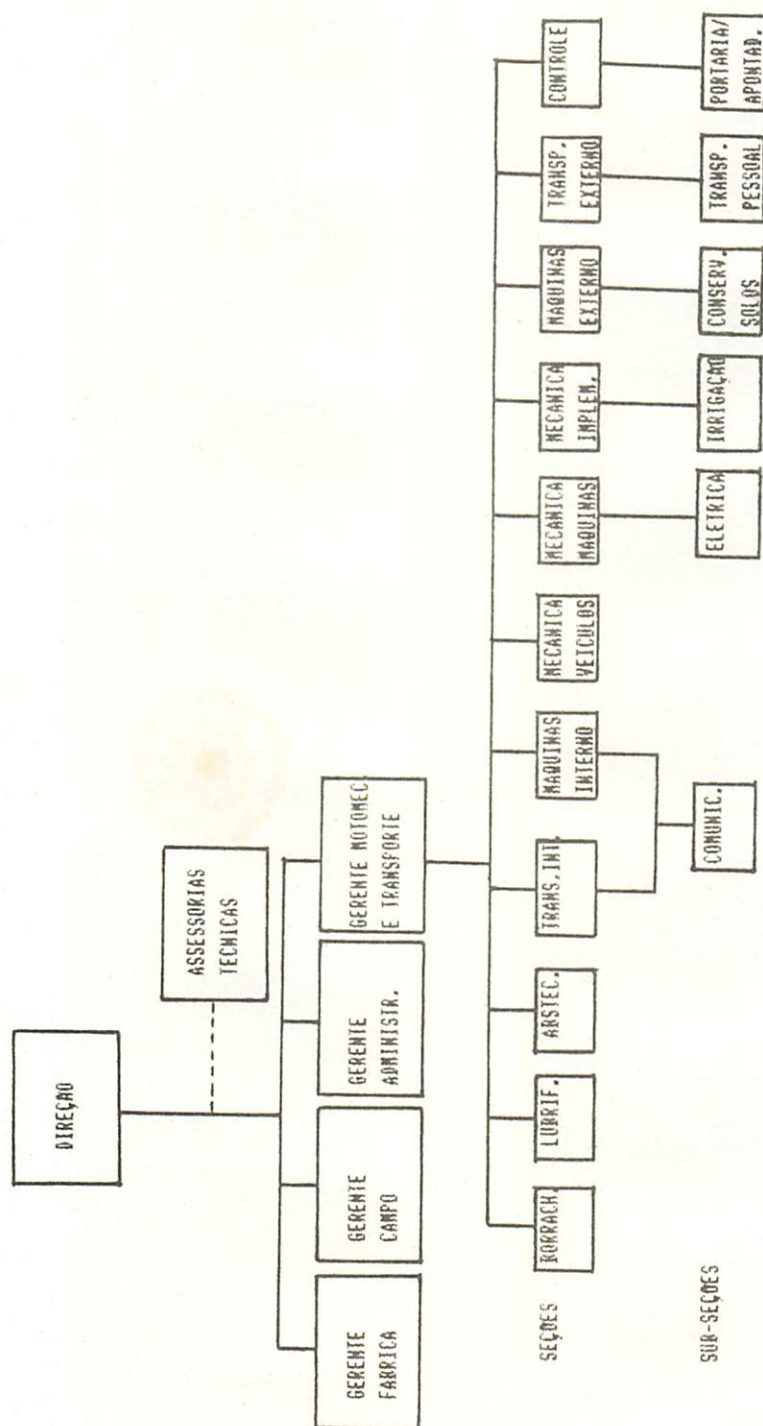 DIREÇAO
ASSESSORIAS
TECNICAS
GERENTE
FABRICA
GERENTE
CAMPO
GERENTE
ADMINISTR.
GERENTE MOTOMEC.
E TRANSPORTE
SEÇÕES
BORRACH.
LUBRIF.
ABSTEC.
TRANS.INT.
MAQUINAS
INTERNO
MECANICA
VEICULOS
MECANICA
MAQUINAS
MECANICA
IMPLEM.
MAQUINAS
EXTERNO
TRANSP.
EXTERNO
CONTROLE
SUB-SEÇÕES
COMUNIC.
ELETRICA
IRRIGAÇÃO
CONSERV.
SOLOS
TRANSP.
PESSOAL
PORTARIA/
APONTAD.